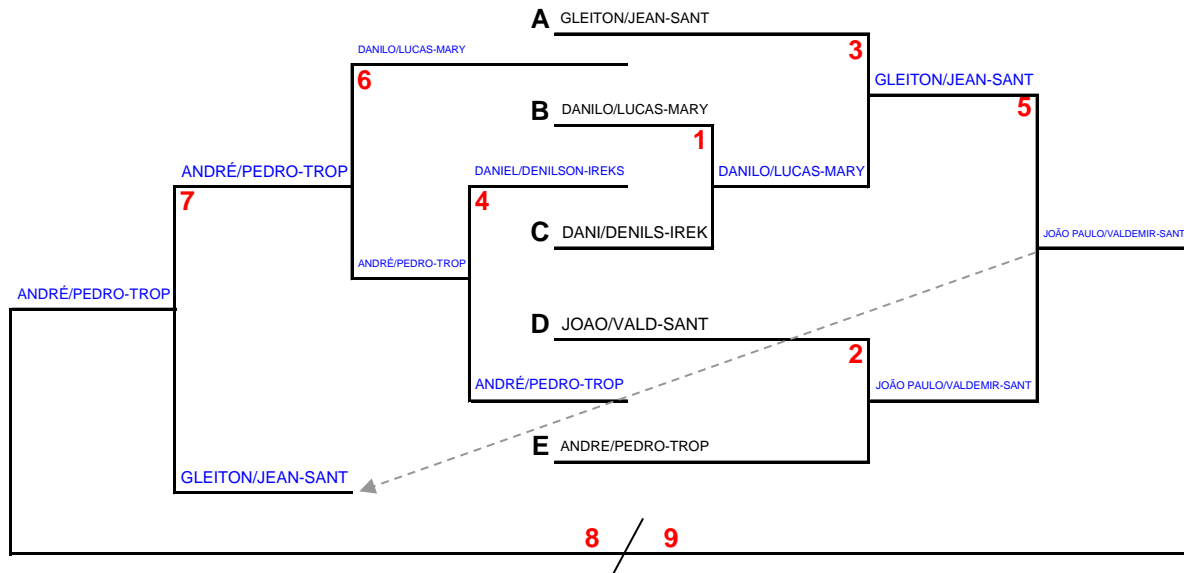 A GLEITON/JEAN-SANT
3
DANILO/LUCAS-MARY
6
GLEITON/JEAN-SANT
5
B DANILO/LUCAS-MARY
1
ANDRÉ/PEDRO-TROP
7
DANIEL/DENILSON-IREKS
4
DANILO/LUCAS-MARY
C DANI/DENILS-IREK
JOÃO PAULO/VALDEMIR-SANT
ANDRÉ/PEDRO-TROP
ANDRÉ/PEDRO-TROP
D JOAO/VALD-SANT
2
ANDRÉ/PEDRO-TROP
JOÃO PAULO/VALDEMIR-SANT
E ANDRE/PEDRO-TROP
GLEITON/JEAN-SANT
8 9